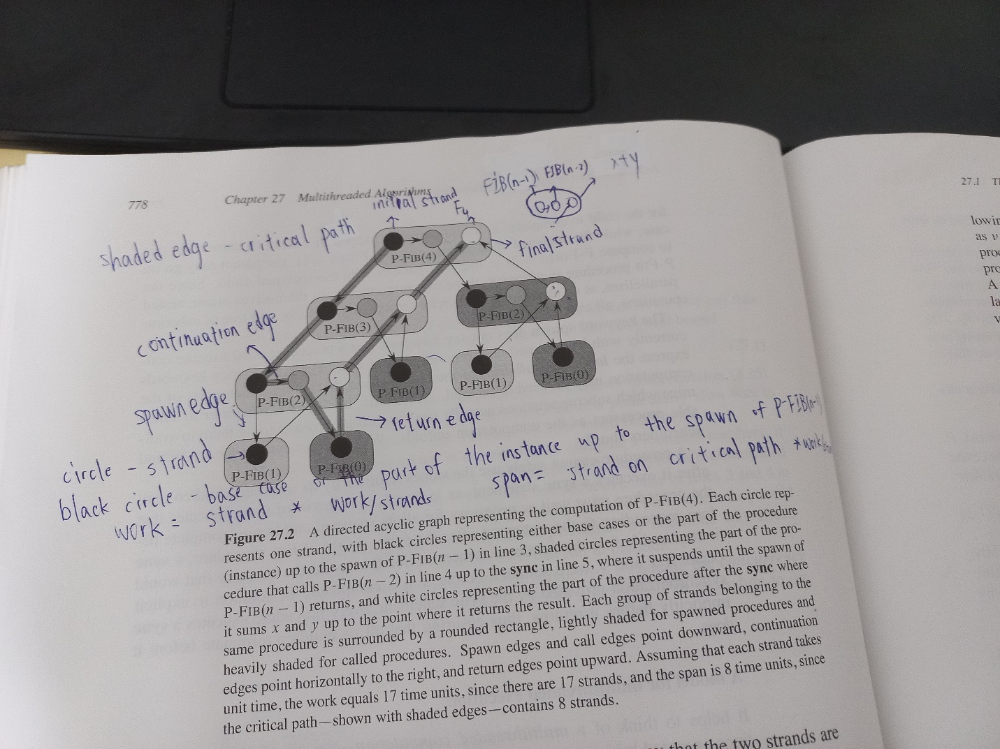 778
Chapter 27 Multithreaded Algorithms
FIB(n-1), FIB(n-2) x+y
initial strand
F4
shaded edge - critical path
final strand
P-FIB(4)
continuation edge
P-FIB(3)
P-FIB(2)
spawn edge
P-FIB(2)
P-FIB(1)
P-FIB(1)
P-FIB(0)
return edge
circle - strand
P-FIB(1)
P-FIB(0)
black circle - base case or the part of the instance up to the spawn of P-FIB(n-1)
work = strand * work/strands
span = strand on critical path *
Figure 27.2 A directed acyclic graph representing the computation of P-FIB(4). Each circle rep-
resents one strand, with black circles representing either base cases or the part of the procedure
(instance) up to the spawn of P-FIB(n − 1) in line 3, shaded circles representing the part of the pro-
cedure that calls P-FIB(n − 2) in line 4 up to the sync in line 5, where it suspends until the spawn of
P-FIB(n − 1) returns, and white circles representing the part of the procedure after the sync where
it sums x and y up to the point where it returns the result. Each group of strands belonging to the
same procedure is surrounded by a rounded rectangle, lightly shaded for spawned procedures and
heavily shaded for called procedures. Spawn edges and call edges point downward, continuation
edges point horizontally to the right, and return edges point upward. Assuming that each strand takes
unit time, the work equals 17 time units, since there are 17 strands, and the span is 8 time units, since
the critical path—shown with shaded edges—contains 8 strands.
that the two strands are
27.1
lowin
as v
A
la